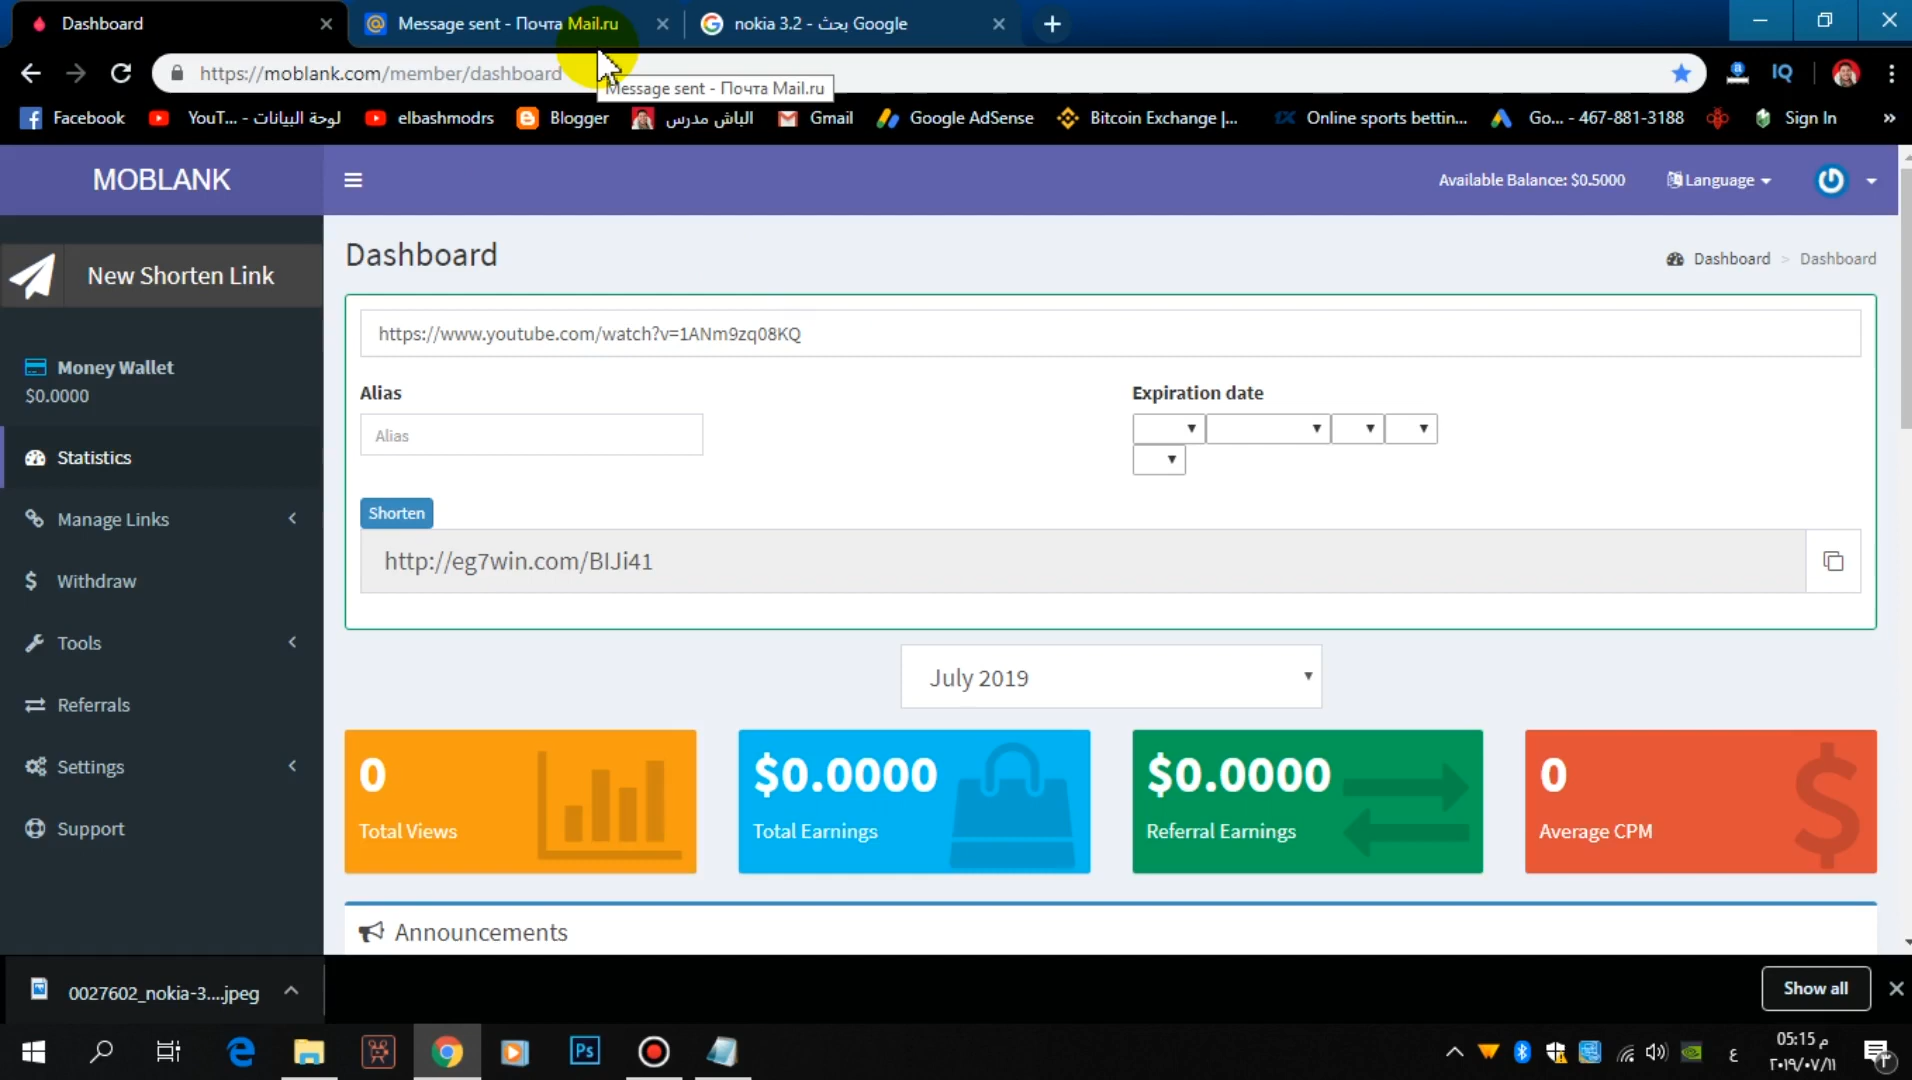 Dashboard
Message sent - Почта Mail.ru
nokia 3.2 - بحث Google
https://moblank.com/member/dashboard
Message sent - Почта Mail.ru
IQ
Facebook
YouT... - لوحة البيانات
elbashmodrs
Blogger
الباش مدرس
Gmail
Google AdSense
Bitcoin Exchange |...
Online sports bettin...
Go... - 467-881-3188
Sign In
»
MOBLANK
Available Balance: $0.5000
Language
New Shorten Link
Dashboard
Dashboard > Dashboard
https://www.youtube.com/watch?v=1ANm9zq08KQ
Money Wallet
$0.0000
Alias
Expiration date
Alias
Statistics
Manage Links
Shorten
http://eg7win.com/BIJi41
Withdraw
Tools
July 2019
Referrals
Settings
Support
0
Total Views
$0.0000
Total Earnings
$0.0000
Referral Earnings
0
Average CPM
Announcements
0027602_nokia-3....jpeg
Show all
Ps
ع
05:15 م
٢٠١٩/٠٧/١١
٣